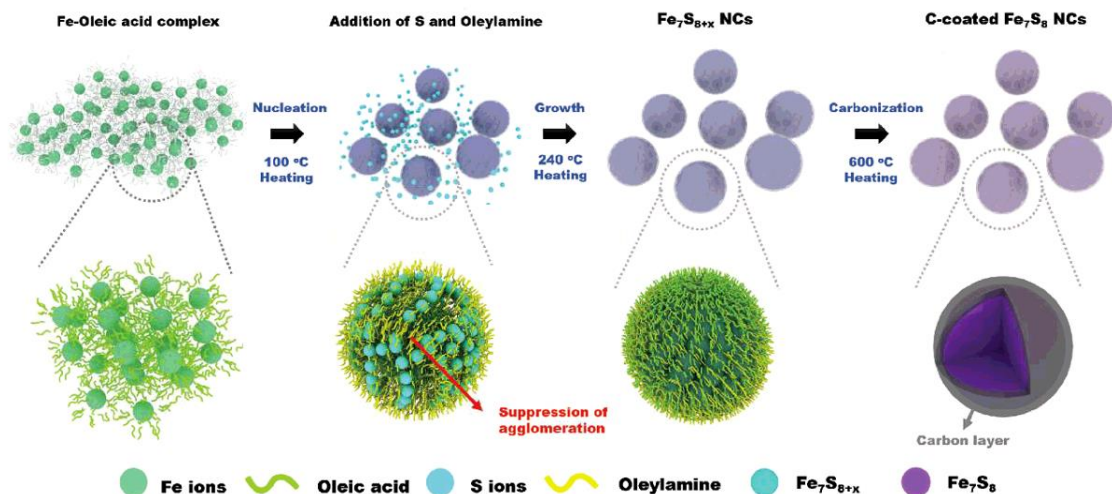 Fe-Oleic acid complex
Addition of S and Oleylamine
Fe₇S₈₊ₓ NCs
C-coated Fe₇S₈ NCs
Nucleation
100 °C
Heating
Growth
240 °C
Heating
Carbonization
600 °C
Heating
Suppression of
agglomeration
Carbon layer
Fe ions
Oleic acid
S ions
Oleylamine
Fe₇S₈₊ₓ
Fe₇S₈